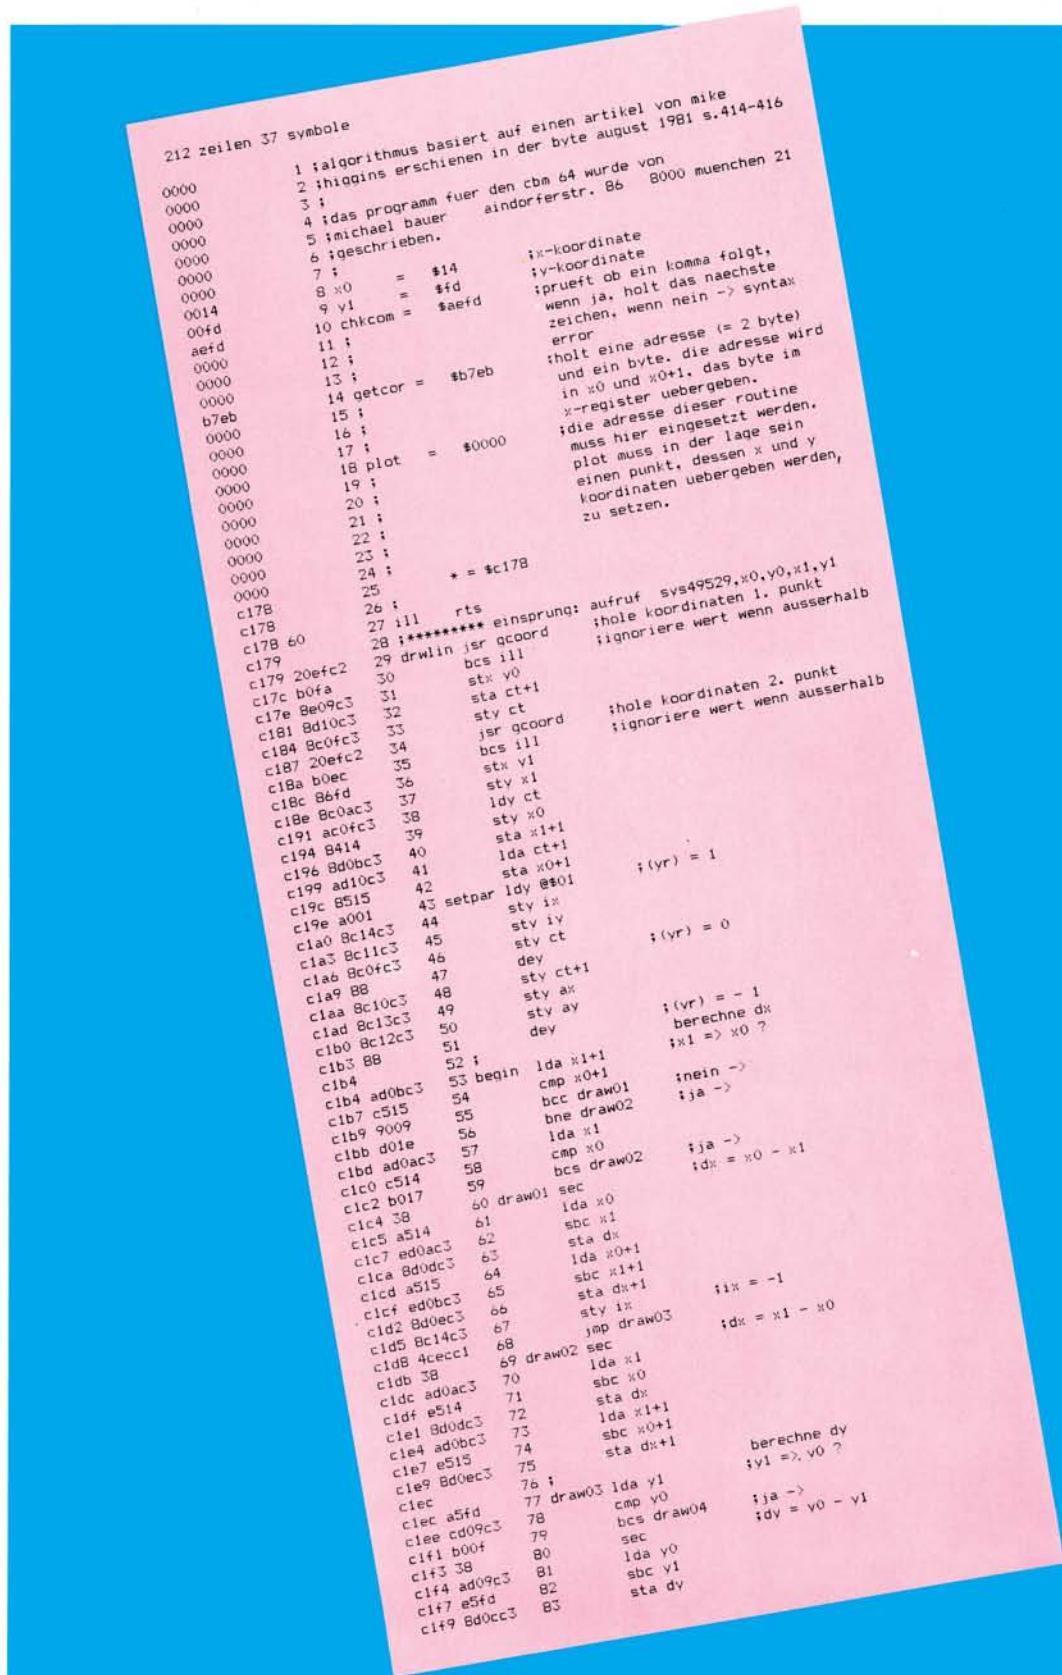 212 zeilen 37 symbole
0000 1 ;algorithmus basiert auf einen artikel von mike
0000 2 ;higgins erschienen in der byte august 1981 s.414-416
0000 3 ;
0000 4 ;das programm fuer den cbm 64 wurde von
0000 5 ;michael bauer aindorferstr. 86 8000 muenchen 21
0000 6 ;geschrieben.
0000 7 ;
0014 8 x0 = $14 ;x-koordinate
00fd 9 y1 = $fd ;y-koordinate
aefd 10 chkcom = $aefd ;prueft ob ein komma folgt,
0000 11 ; wenn ja, holt das naechste
0000 12 ; zeichen, wenn nein -> syntax
0000 13 ; error
b7eb 14 getcor = $b7eb ;holt eine adresse (= 2 byte)
0000 15 ; und ein byte. die adresse wird
0000 16 ; in x0 und x0+1, das byte im
0000 17 ; x-register uebergeben.
0000 18 plot = $0000 ;die adresse dieser routine
0000 19 ; muss hier eingesetzt werden.
0000 20 ; plot muss in der lage sein
0000 21 ; einen punkt, dessen x und y
0000 22 ; koordinaten uebergeben werden,
0000 23 ; zu setzen.
0000 24 ;
c178 25 * = $c178
c178 26 ;
c178 60 27 ill rts
c179 28 ;********* einsprung: aufruf sys49529,x0,y0,x1,y1
c179 20efc2 29 drwlin jsr gcoord ;hole koordinaten 1. punkt
c17c b0fa 30 bcs ill ;ignoriere wert wenn ausserhalb
c17e 8e09c3 31 stx y0
c181 8d10c3 32 sta ct+1
c184 8c0fc3 33 sty ct
c187 20efc2 34 jsr gcoord ;hole koordinaten 2. punkt
c18a b0ec 35 bcs ill ;ignoriere wert wenn ausserhalb
c18c 86fd 36 stx y1
c18e 8c0ac3 37 sty x1
c191 ac0fc3 38 ldy ct
c194 8414 39 sty x0
c196 8d0bc3 40 sta x1+1
c199 ad10c3 41 lda ct+1
c19c 8515 42 sta x0+1
c19e a001 43 setpar ldy @$01 ;(yr) = 1
c1a0 8c14c3 44 sty ix
c1a3 8c11c3 45 sty iy
c1a6 8c0fc3 46 sty ct
c1a9 88 47 dey ;(yr) = 0
c1aa 8c10c3 48 sty ct+1
c1ad 8c13c3 49 sty ax
c1b0 8c12c3 50 sty ay
c1b3 88 51 dey ;(yr) = - 1
c1b4 52 ; berechne dx
c1b4 ad0bc3 53 begin lda x1+1 ;x1 => x0 ?
c1b7 c515 54 cmp x0+1
c1b9 9009 55 bcc draw01 ;nein ->
c1bb d01e 56 bne draw02 ;ja ->
c1bd ad0ac3 57 lda x1
c1c0 c514 58 cmp x0
c1c2 b017 59 bcs draw02 ;ja ->
c1c4 38 60 draw01 sec ;dx = x0 - x1
c1c5 a514 61 lda x0
c1c7 ed0ac3 62 sbc x1
c1ca 8d0dc3 63 sta dx
c1cd a515 64 lda x0+1
c1cf ed0bc3 65 sbc x1+1
c1d2 8d0ec3 66 sta dx+1
c1d5 8c14c3 67 sty ix ;ix = -1
c1d8 4cecc1 68 jmp draw03
c1db 38 69 draw02 sec ;dx = x1 - x0
c1dc ad0ac3 70 lda x1
c1df e514 71 sbc x0
c1e1 8d0dc3 72 sta dx
c1e4 ad0bc3 73 lda x1+1
c1e7 e515 74 sbc x0+1
c1e9 8d0ec3 75 sta dx+1
c1ec 76 ; berechne dy
c1ec a5fd 77 draw03 lda y1 ;y1 => y0 ?
c1ee cd09c3 78 cmp y0
c1f1 b00f 79 bcs draw04 ;ja ->
c1f3 38 80 sec ;dy = y0 - y1
c1f4 ad09c3 81 lda y0
c1f7 e5fd 82 sbc y1
c1f9 8d0cc3 83 sta dy